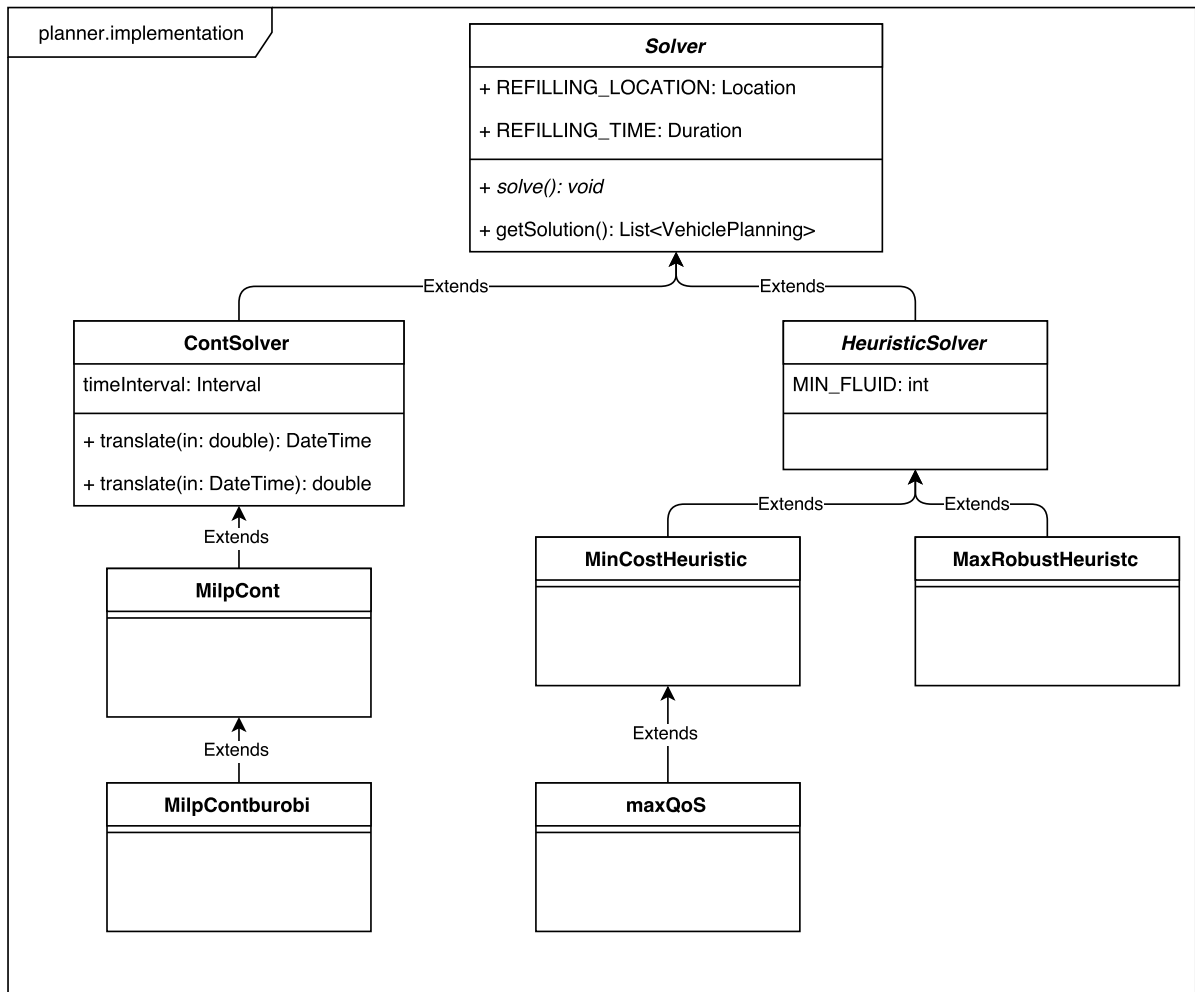 planner.implementation
Solver
+ REFILLING_LOCATION: Location
+ REFILLING_TIME: Duration
+ solve(): void
+ getSolution(): List<VehiclePlanning>
Extends
Extends
ContSolver
timeInterval: Interval
+ translate(in: double): DateTime
+ translate(in: DateTime): double
HeuristicSolver
MIN_FLUID: int
Extends
Extends
Extends
MilpCont
MinCostHeuristic
MaxRobustHeuristc
Extends
Extends
MilpContburobi
maxQoS